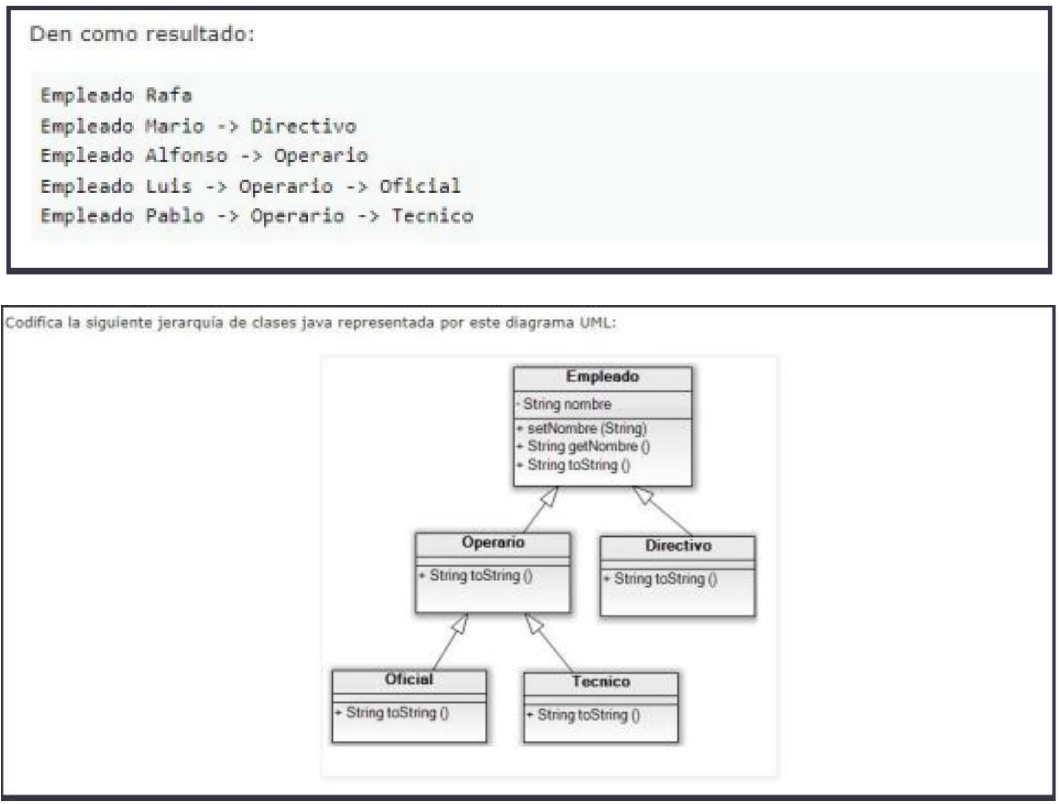 Den como resultado:
Empleado Rafa
Empleado Mario -> Directivo
Empleado Alfonso -> Operario
Empleado Luis -> Operario -> Oficial
Empleado Pablo -> Operario -> Tecnico
Codifica la siguiente jerarquía de clases java representada por este diagrama UML:
Empleado
- String nombre
+ setNombre (String)
+ String getNombre ()
+ String toString ()
Operario
+ String toString ()
Directivo
+ String toString ()
Oficial
+ String toString ()
Tecnico
+ String toString ()